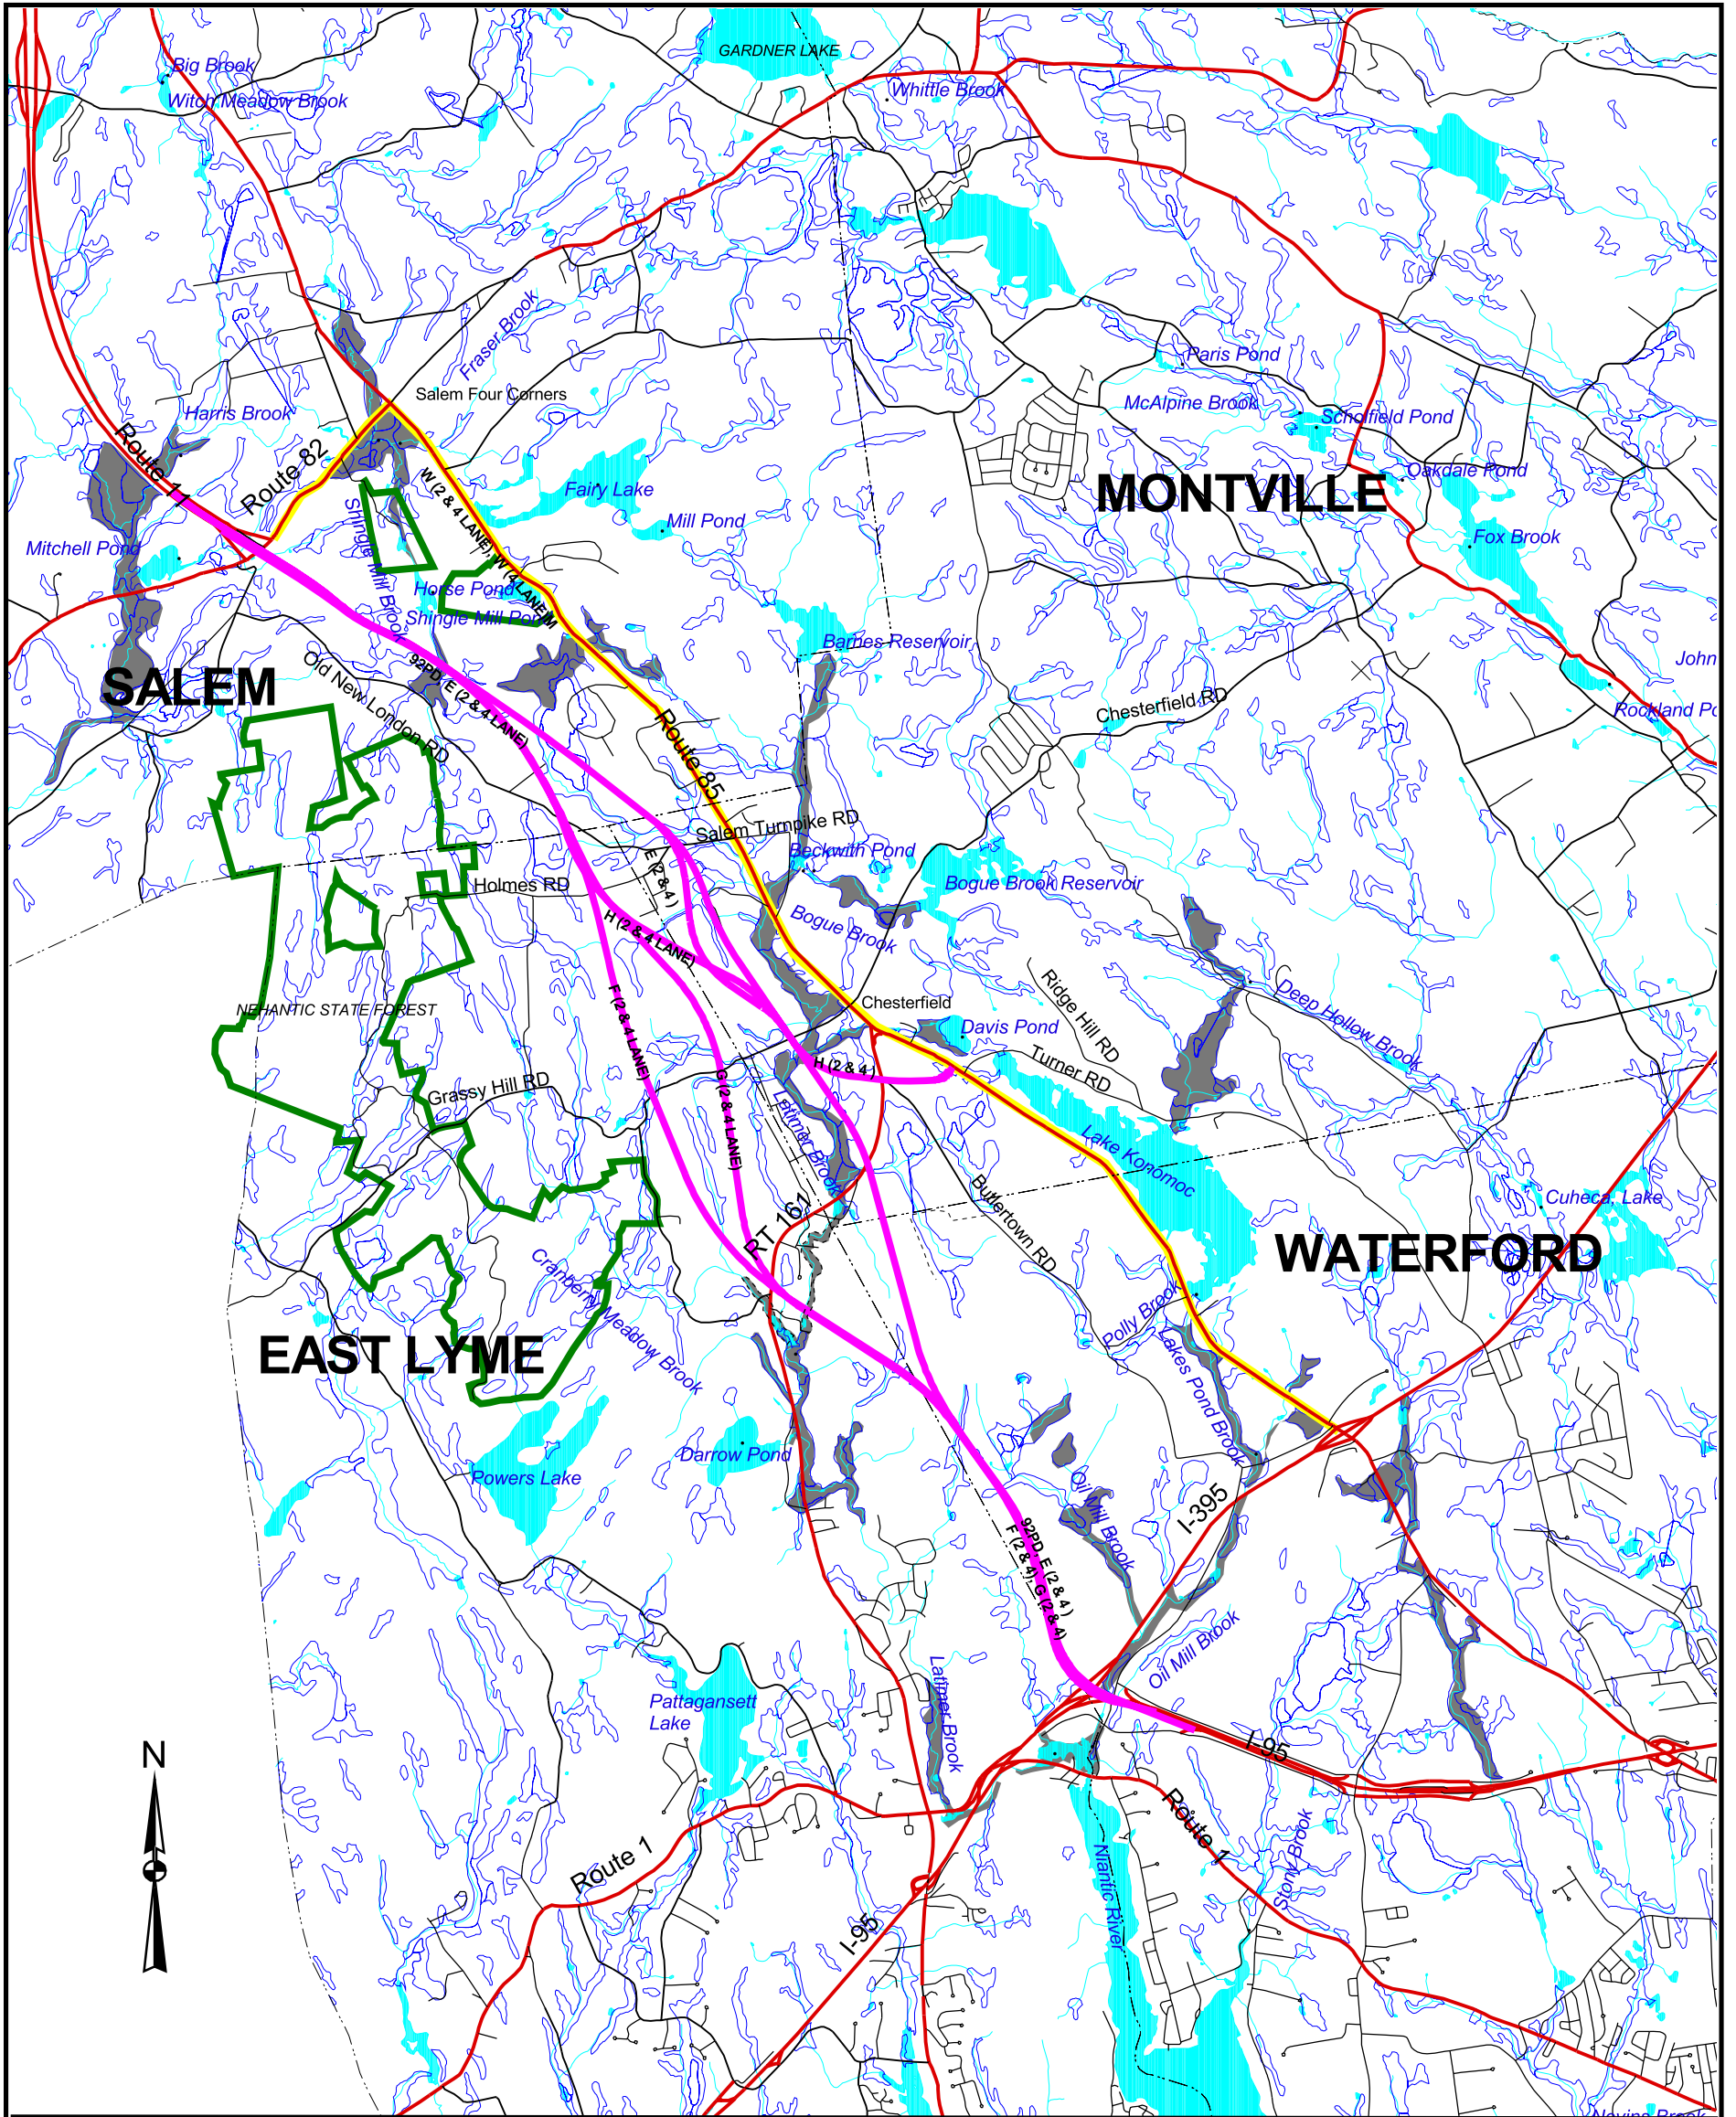 GARDNER LAKE
Big Brook
Witch Meadow Brook
Whittle Brook
Fraser Brook
Paris Pond
Salem Four Corners
McAlpine Brook
Scholfield Pond
Harris Brook
Route 11
Route 82
Oakdale Pond
MONTVILLE
Fairy Lake
W (2 & 4 LANE), W (4 LANE)M
Mill Pond
Fox Brook
Mitchell Pond
Shingle Mill Brook
Horse Pond
Shingle Mill Pond
Barnes Reservoir
John
SALEM
Old New London RD
92PD, E (2 & 4 LANE)
Chesterfield RD
Rockland Po
Route 85
Salem Turnpike RD
Beckwith Pond
E (2 & 4 )
Holmes RD
Bogue Brook Reservoir
H (2 & 4 LANE)
Bogue Brook
NEHANTIC STATE FOREST
Chesterfield
Ridge Hill RD
Deep Hollow Brook
F (2 & 4 LANE)
Davis Pond
Turner RD
H (2 & 4 )
Grassy Hill RD
G (2 & 4 LANE)
Latimer Brook
Lake Konomoc
Butlertown RD
Cuheca, Lake
RT 161
WATERFORD
Cranberry Meadow Brook
Polly Brook
EAST LYME
Lakes Pond Brook
Darrow Pond
Powers Lake
Oil Mill Brook
I-395
92PD, E (2 & 4 )
F (2 & 4), G (2 & 4)
Oil Mill Brook
Latimer Brook
Pattagansett
Lake
N
I-95
Route 1
Route 1
Stony Brook
Niantic River
I-95
Nevins Brook